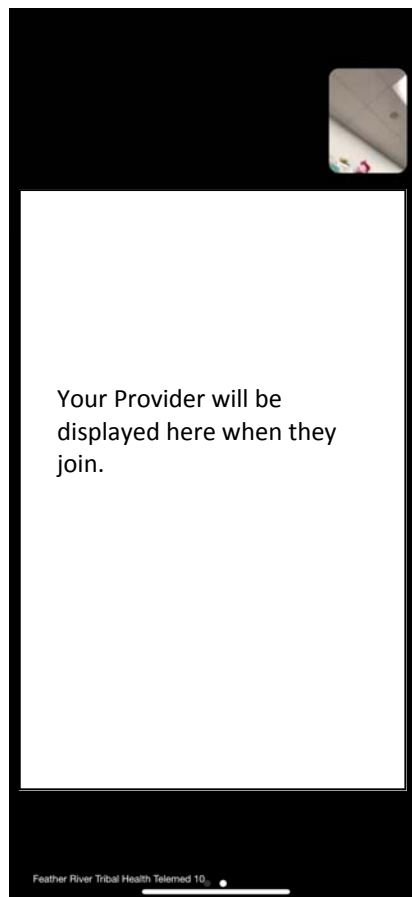 Your Provider will be
displayed here when they
join.
Feather River Tribal Health Telemed 10